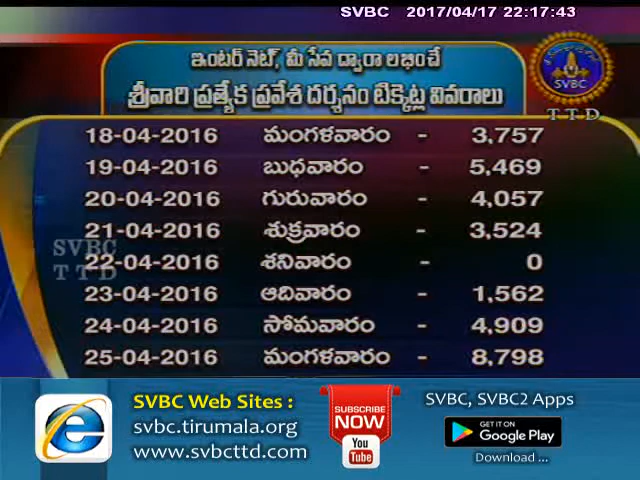 SVBC 2017/04/17 22:17:43
ఇంటర్ నెట్, మీ సేవ ద్వారా లభించే
శ్రీవారి ప్రత్యేక ప్రవేశ దర్శనం టిక్కెట్ల వివరాలు
SVBC
T T D
18-04-2016 మంగళవారం - 3,757
19-04-2016 బుధవారం - 5,469
20-04-2016 గురువారం - 4,057
21-04-2016 శుక్రవారం - 3,524
SVBC
T T D
22-04-2016 శనివారం - 0
23-04-2016 ఆదివారం - 1,562
24-04-2016 సోమవారం - 4,909
25-04-2016 మంగళవారం - 8,798
SVBC Web Sites :
svbc.tirumala.org
www.svbcttd.com
SUBSCRIBE
NOW
You
Tube
SVBC, SVBC2 Apps
GET IT ON
Google Play
Download ...